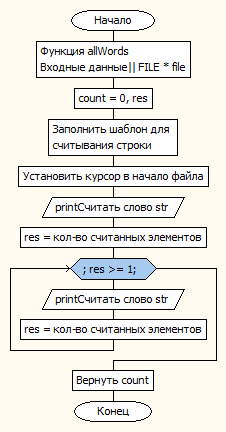 Начало
Функция allWords
Входные данные|| FILE * file
count = 0, res
Заполнить шаблон для
считывания строки
Установить курсор в начало файла
printСчитать слово str
res = кол-во считанных элементов
; res >= 1;
printСчитать слово str
res = кол-во считанных элементов
Вернуть count
Конец